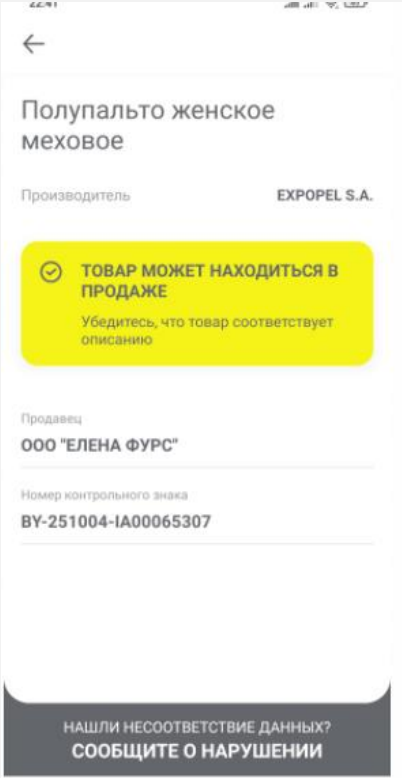 Полупальто женское
меховое
Производитель EXPOPEL S.A.
ТОВАР МОЖЕТ НАХОДИТЬСЯ В
ПРОДАЖЕ
Убедитесь, что товар соответствует
описанию
Продавец
ООО "ЕЛЕНА ФУРС"
Номер контрольного знака
BY-251004-IA00065307
НАШЛИ НЕСООТВЕТСТВИЕ ДАННЫХ?
СООБЩИТЕ О НАРУШЕНИИ